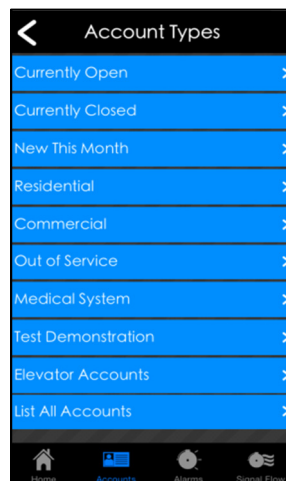 Account Types
Currently Open
Currently Closed
New This Month
Residential
Commercial
Out of Service
Medical System
Test Demonstration
Elevator Accounts
List All Accounts
Home Accounts Alarms Signal Flow